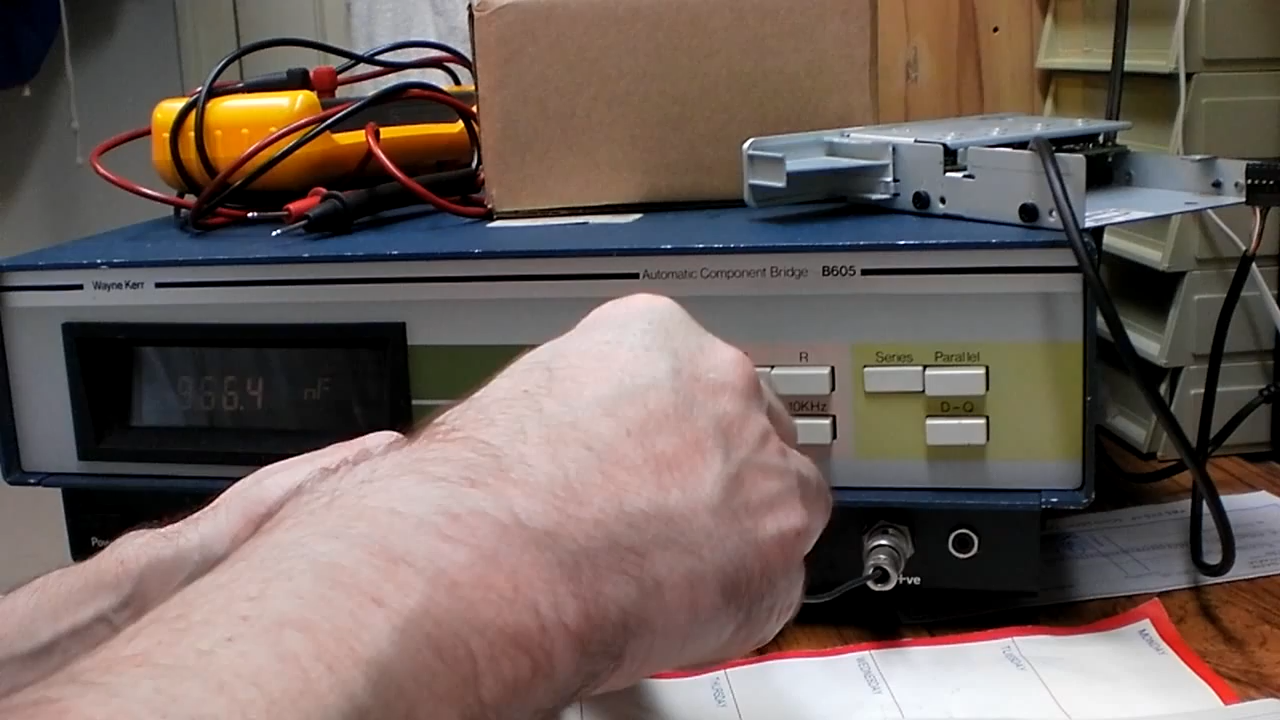 Wayne Kerr
Automatic Component Bridge B605
966.4 nF
R
Series Parallel
10KHz
D-Q
+ve
MONDAY
TUESDAY
WEDNESDAY
THURSDAY